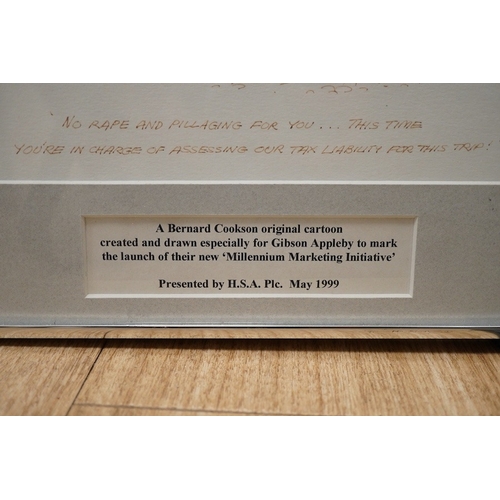 NO RAPE AND PILLAGING FOR YOU... THIS TIME
YOU'RE IN CHARGE OF ASSESSING OUR TAX LIABILITY FOR THIS TRIP!
A Bernard Cookson original cartoon
created and drawn especially for Gibson Appleby to mark
the launch of their new ‘Millennium Marketing Initiative’
Presented by H.S.A. Plc. May 1999